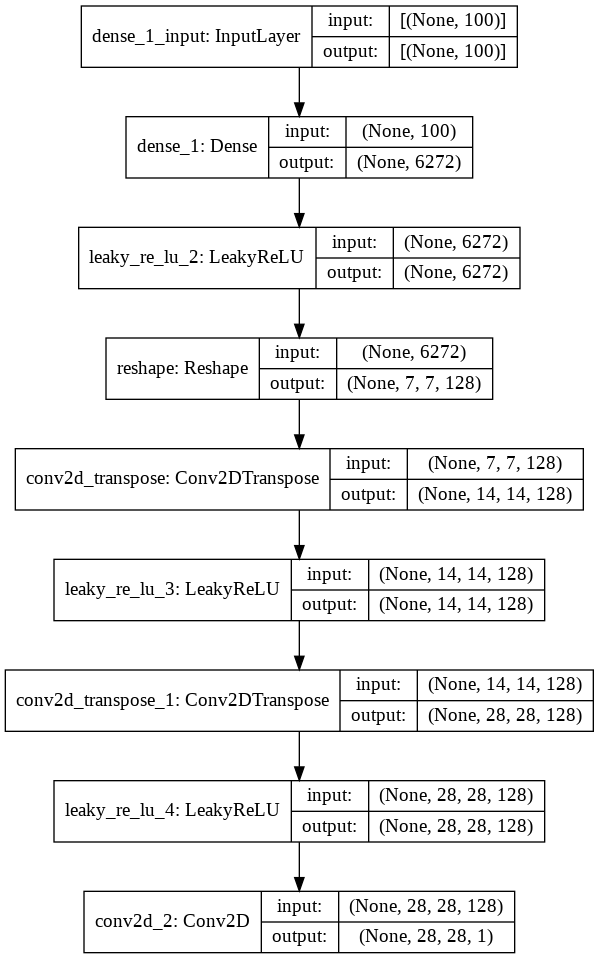 dense_1_input: InputLayer
input: [(None, 100)]
output: [(None, 100)]
dense_1: Dense
input: (None, 100)
output: (None, 6272)
leaky_re_lu_2: LeakyReLU
input: (None, 6272)
output: (None, 6272)
reshape: Reshape
input: (None, 6272)
output: (None, 7, 7, 128)
conv2d_transpose: Conv2DTranspose
input: (None, 7, 7, 128)
output: (None, 14, 14, 128)
leaky_re_lu_3: LeakyReLU
input: (None, 14, 14, 128)
output: (None, 14, 14, 128)
conv2d_transpose_1: Conv2DTranspose
input: (None, 14, 14, 128)
output: (None, 28, 28, 128)
leaky_re_lu_4: LeakyReLU
input: (None, 28, 28, 128)
output: (None, 28, 28, 128)
conv2d_2: Conv2D
input: (None, 28, 28, 128)
output: (None, 28, 28, 1)